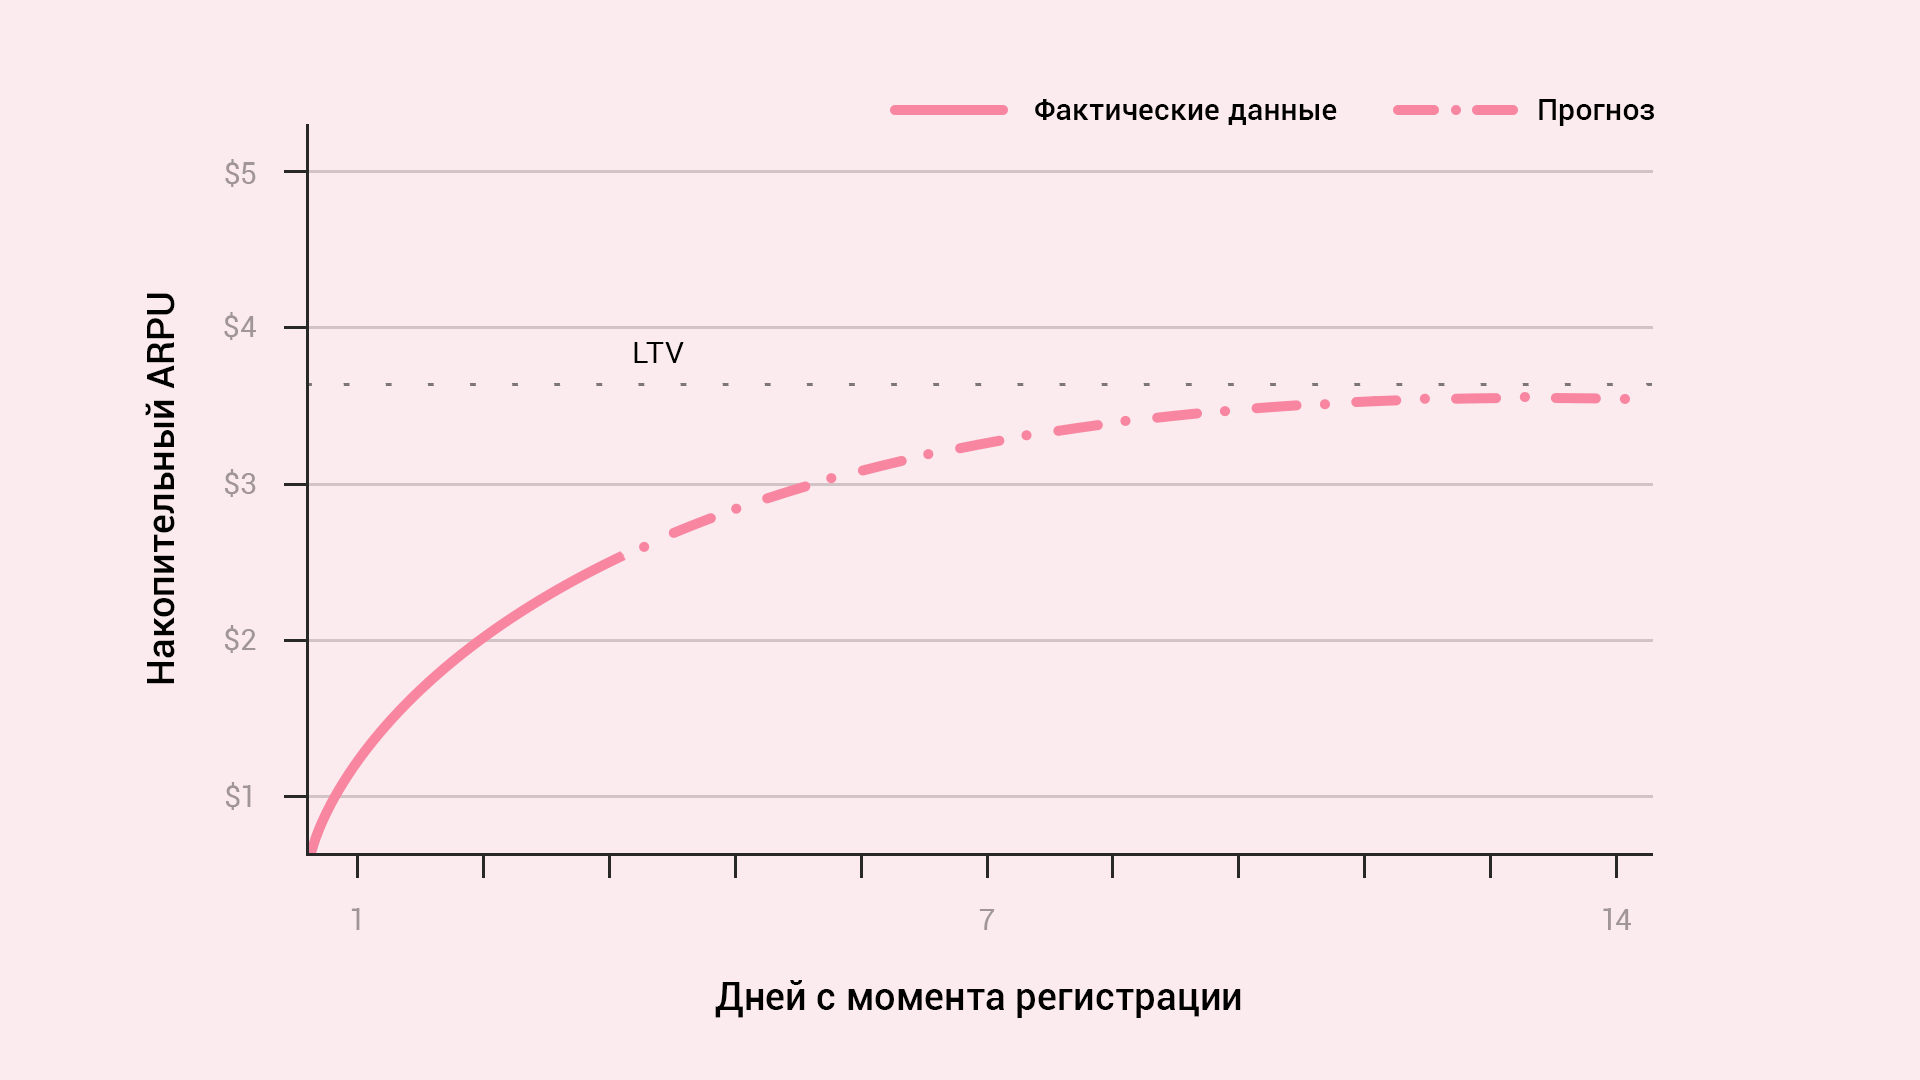 Фактические данные
Прогноз
$5
$4
LTV
$3
$2
$1
Накопительный ARPU
1
7
14
Дней с момента регистрации